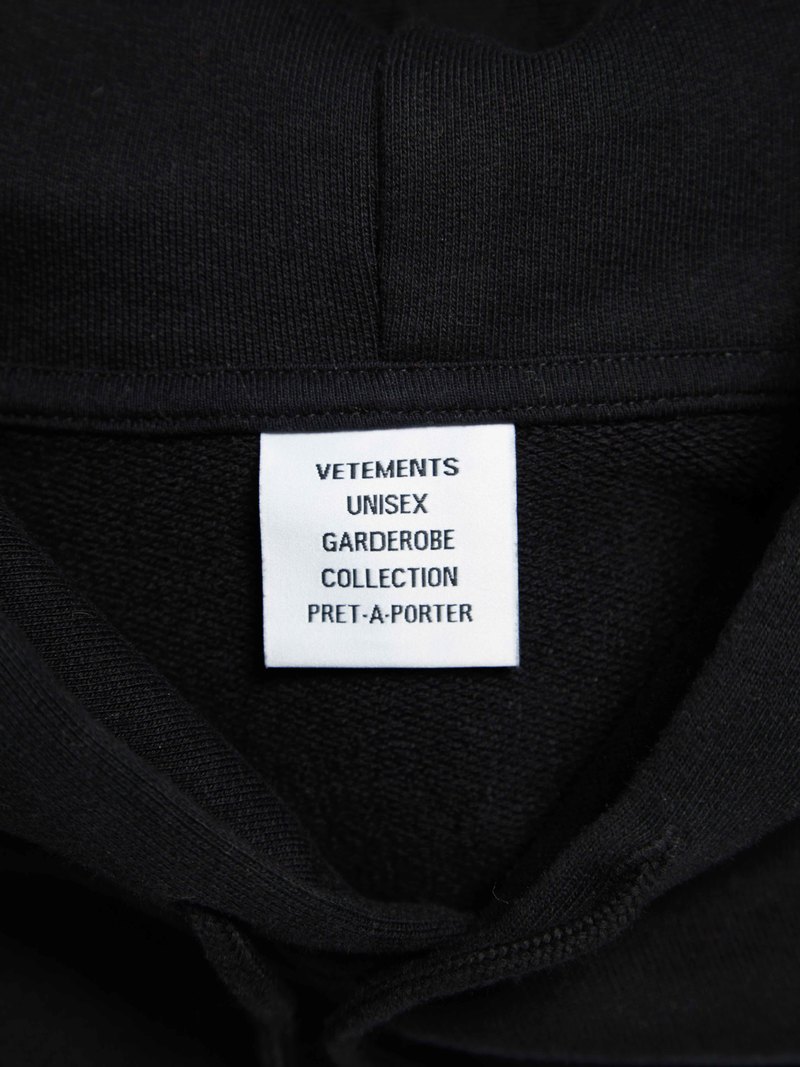 VETEMENTS
UNISEX
GARDEROBE
COLLECTION
PRET-A-PORTER